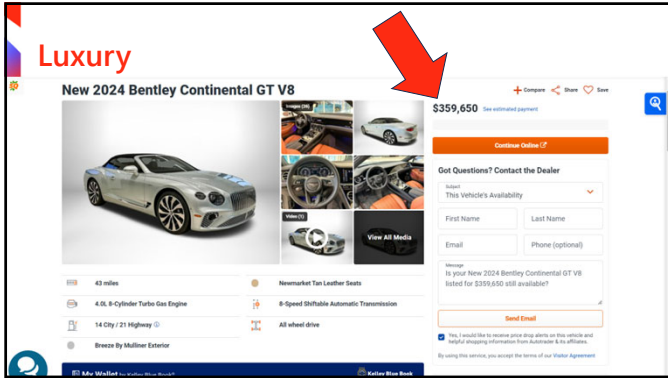 Luxury
New 2024 Bentley Continental GT V8
Compare Share Save
$359,650 See estimated payment
Images (38)
Video (1)
View All Media
Continue Online
Got Questions? Contact the Dealer
Subject
This Vehicle's Availability
First Name Last Name
Email Phone (optional)
Message
Is your New 2024 Bentley Continental GT V8
listed for $359,650 still available?
Send Email
Yes, I would like to receive price drop alerts on this vehicle and
helpful shopping information from Autotrader & its affiliates.
By using this service, you accept the terms of our Visitor Agreement
43 miles Newmarket Tan Leather Seats
4.0L 8-Cylinder Turbo Gas Engine 8-Speed Shiftable Automatic Transmission
14 City / 21 Highway All wheel drive
Breeze By Mulliner Exterior
My Wallet by Kelley Blue Book® Kelley Blue Book